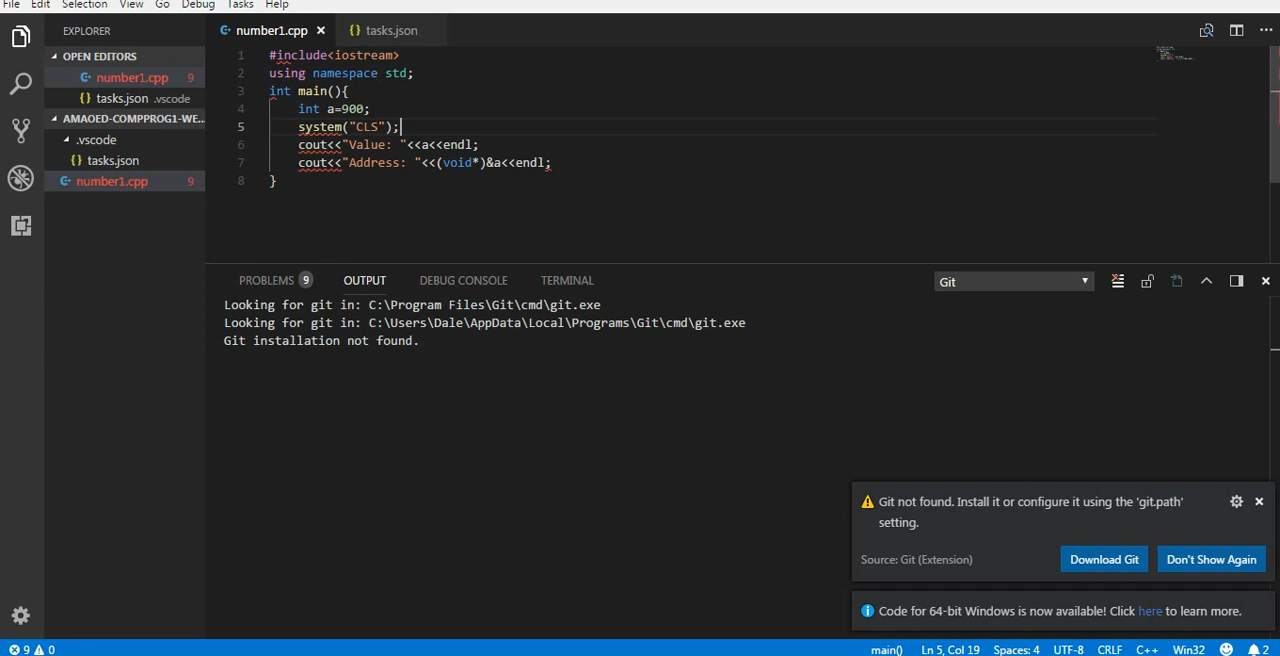 File Edit Selection View Go Debug Tasks Help
EXPLORER
OPEN EDITORS
number1.cpp 9
tasks.json .vscode
AMAOED-COMPPROG1-WE...
.vscode
tasks.json
number1.cpp 9
number1.cpp tasks.json
1 #include<iostream>
2 using namespace std;
3 int main(){
4 int a=900;
5 system("CLS");
6 cout<<"Value: "<<a<<endl;
7 cout<<"Address: "<<(void*)&a<<endl;
8 }
PROBLEMS 9 OUTPUT DEBUG CONSOLE TERMINAL Git
Looking for git in: C:\Program Files\Git\cmd\git.exe
Looking for git in: C:\Users\Dale\AppData\Local\Programs\Git\cmd\git.exe
Git installation not found.
Git not found. Install it or configure it using the 'git.path'
setting.
Source: Git (Extension) Download Git Don't Show Again
Code for 64-bit Windows is now available! Click here to learn more.
9 0 main() Ln 5, Col 19 Spaces: 4 UTF-8 CRLF C++ Win32 2